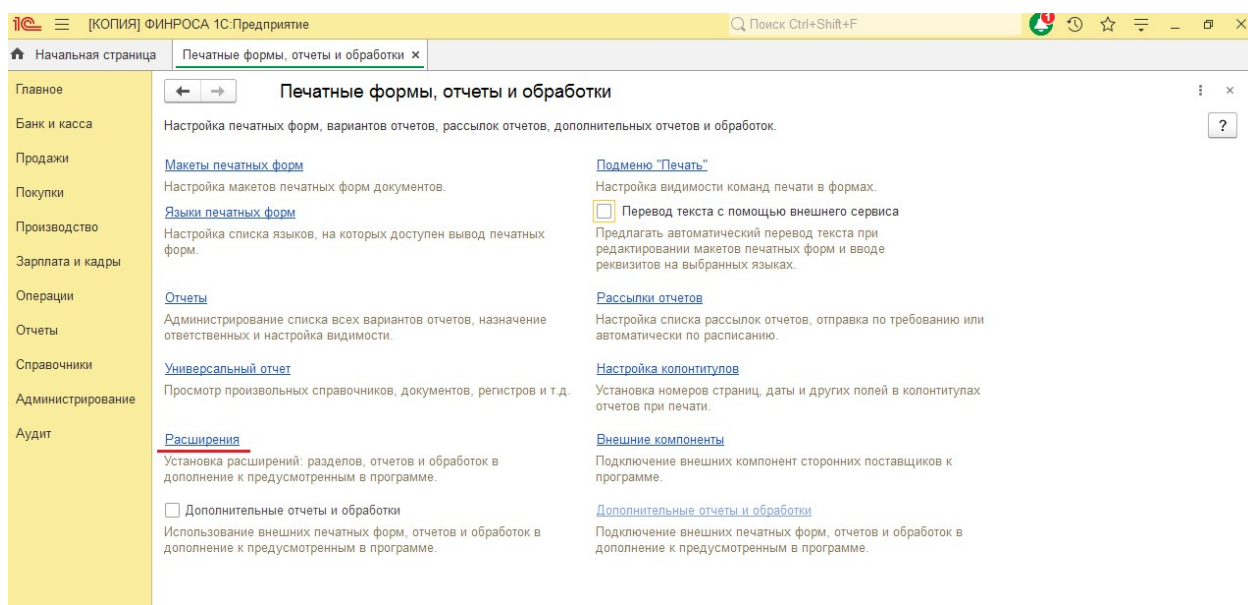 1С [КОПИЯ] ФИНРОСА 1С:Предприятие
Поиск Ctrl+Shift+F
9
Начальная страница
Печатные формы, отчеты и обработки ×
Главное
Банк и касса
Продажи
Покупки
Производство
Зарплата и кадры
Операции
Отчеты
Справочники
Администрирование
Аудит
Печатные формы, отчеты и обработки
Настройка печатных форм, вариантов отчетов, рассылок отчетов, дополнительных отчетов и обработок.
?
Макеты печатных форм
Настройка макетов печатных форм документов.
Языки печатных форм
Настройка списка языков, на которых доступен вывод печатных
форм.
Отчеты
Администрирование списка всех вариантов отчетов, назначение
ответственных и настройка видимости.
Универсальный отчет
Просмотр произвольных справочников, документов, регистров и т.д.
Расширения
Установка расширений: разделов, отчетов и обработок в
дополнение к предусмотренным в программе.
Дополнительные отчеты и обработки
Использование внешних печатных форм, отчетов и обработок в
дополнение к предусмотренным в программе.
Подменю "Печать"
Настройка видимости команд печати в формах.
Перевод текста с помощью внешнего сервиса
Предлагать автоматический перевод текста при
редактировании макетов печатных форм и вводе
реквизитов на выбранных языках.
Рассылки отчетов
Настройка списка рассылок отчетов, отправка по требованию или
автоматически по расписанию.
Настройка колонтитулов
Установка номеров страниц, даты и других полей в колонтитулах
отчетов при печати.
Внешние компоненты
Подключение внешних компонент сторонних поставщиков к
программе.
Дополнительные отчеты и обработки
Подключение внешних печатных форм, отчетов и обработок в
дополнение к предусмотренным в программе.